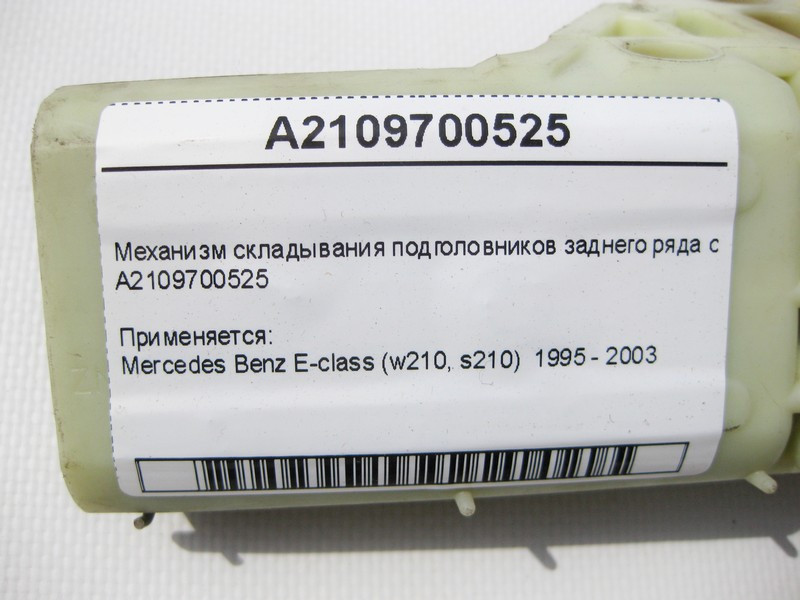 A2109700525
Механизм складывания подголовников заднего ряда с
A2109700525
Применяется:
Mercedes Benz E-class (w210, s210) 1995 - 2003